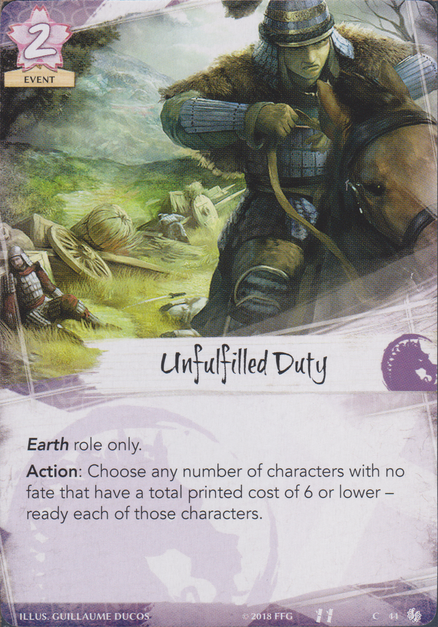 2
EVENT
Unfulfilled Duty
Earth role only.
Action: Choose any number of characters with no
fate that have a total printed cost of 6 or lower –
ready each of those characters.
ILLUS. GUILLAUME DUCOS © 2018 FFG C 44